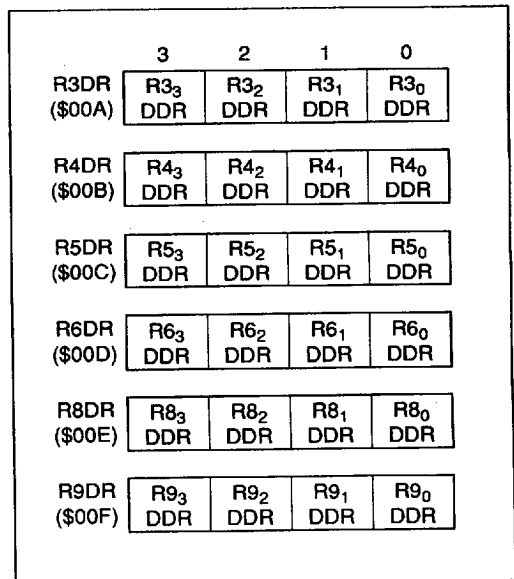 3 2 1 0
R3DR R3₃ R3₂ R3₁ R3₀
($00A) DDR DDR DDR DDR
R4DR R4₃ R4₂ R4₁ R4₀
($00B) DDR DDR DDR DDR
R5DR R5₃ R5₂ R5₁ R5₀
($00C) DDR DDR DDR DDR
R6DR R6₃ R6₂ R6₁ R6₀
($00D) DDR DDR DDR DDR
R8DR R8₃ R8₂ R8₁ R8₀
($00E) DDR DDR DDR DDR
R9DR R9₃ R9₂ R9₁ R9₀
($00F) DDR DDR DDR DDR